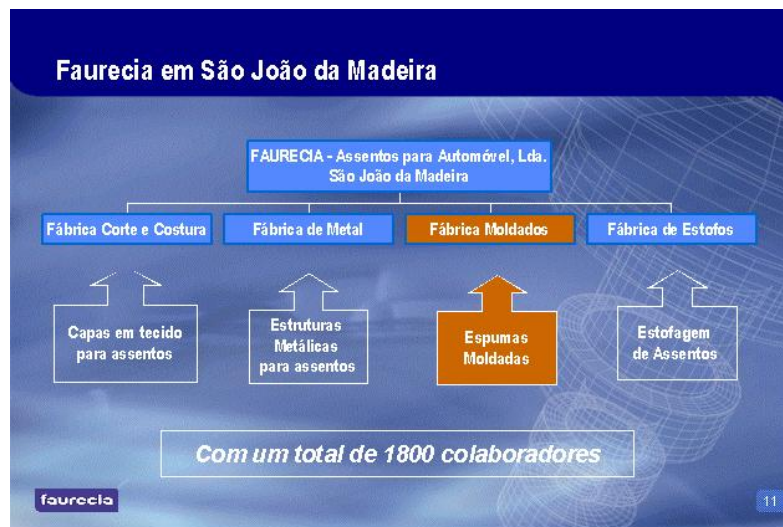 Faurecia em São João da Madeira
FAURECIA - Assentos para Automóvel, Lda.
São João da Madeira
Fábrica Corte e Costura
Fábrica de Metal
Fábrica Moldados
Fábrica de Estofos
Capas em tecido
para assentos
Estruturas
Metálicas
para assentos
Espumas
Moldadas
Estofagem
de Assentos
Com um total de 1800 colaboradores
faurecia
11